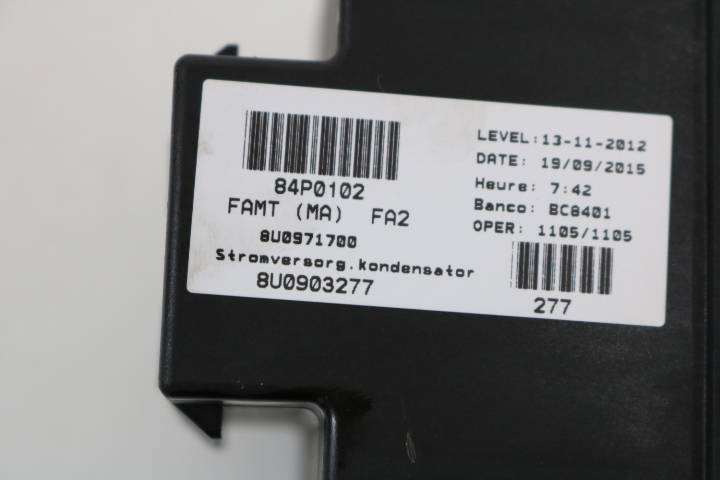 84P0102
FAMT (MA) FA2
8U0971700
Stromversorg.kondensator
8U0903277
LEVEL:13-11-2012
DATE: 19/09/2015
Heure: 7:42
Banco: BC8401
OPER: 1105/1105
277